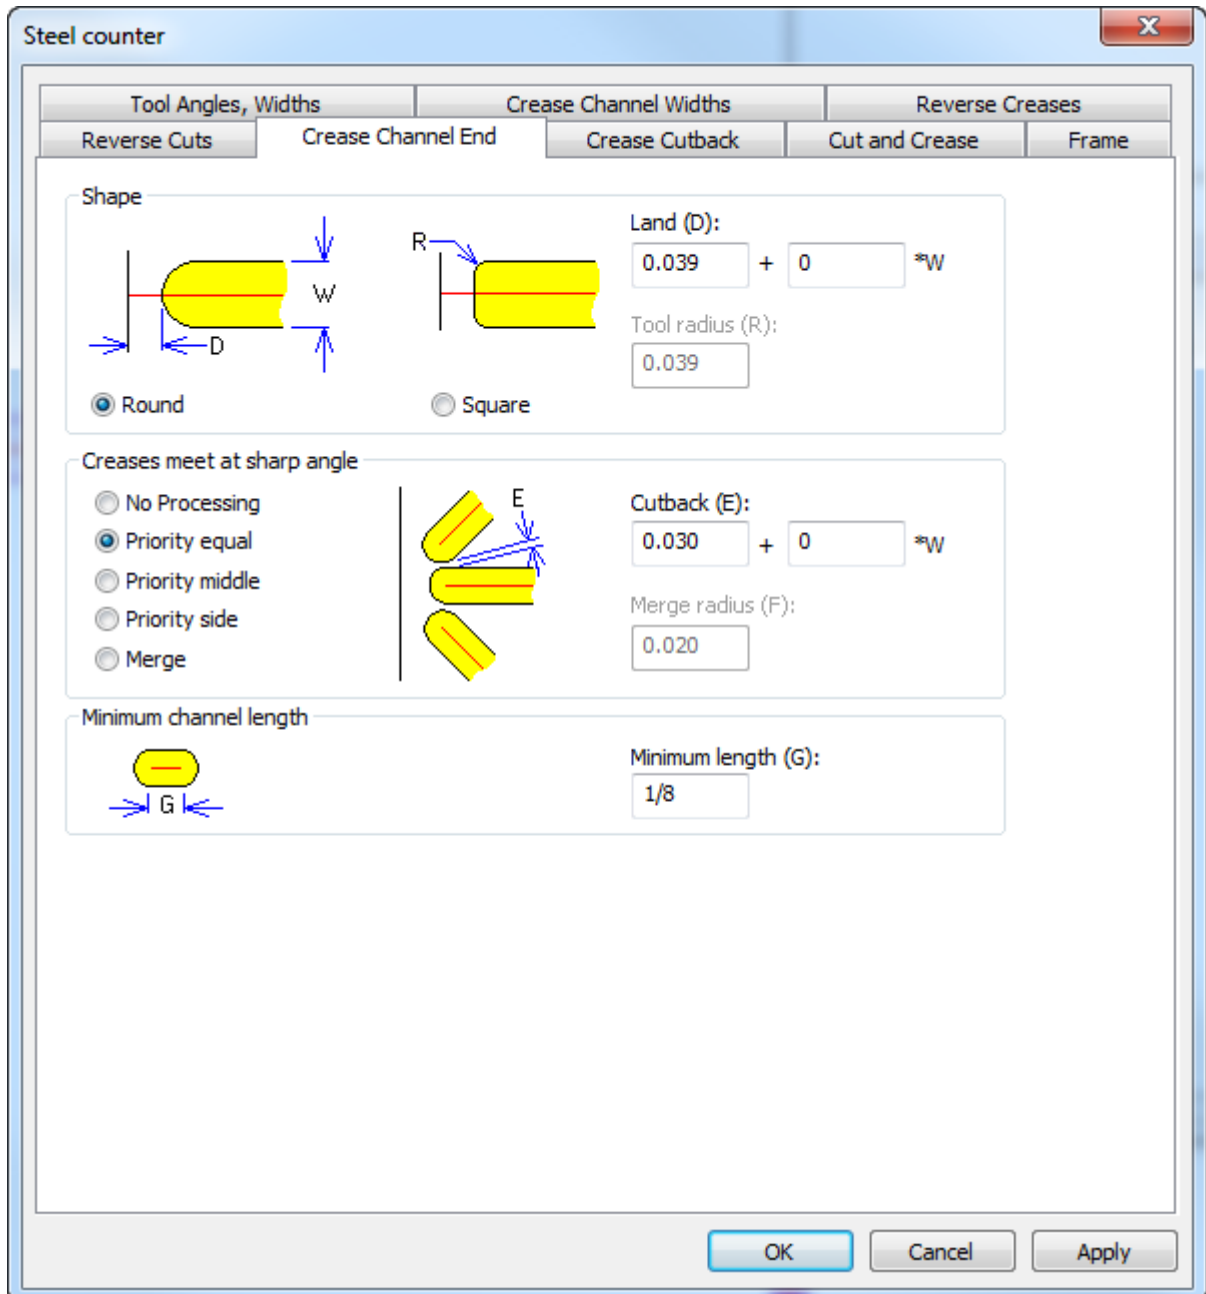 Steel counter
Tool Angles, Widths
Crease Channel Widths
Reverse Creases
Reverse Cuts
Crease Channel End
Crease Cutback
Cut and Crease
Frame
Shape
W
D
R
Land (D):
0.039 + 0 *W
Tool radius (R):
0.039
Round
Square
Creases meet at sharp angle
No Processing
Priority equal
Priority middle
Priority side
Merge
E
Cutback (E):
0.030 + 0 *W
Merge radius (F):
0.020
Minimum channel length
G
Minimum length (G):
1/8
OK
Cancel
Apply